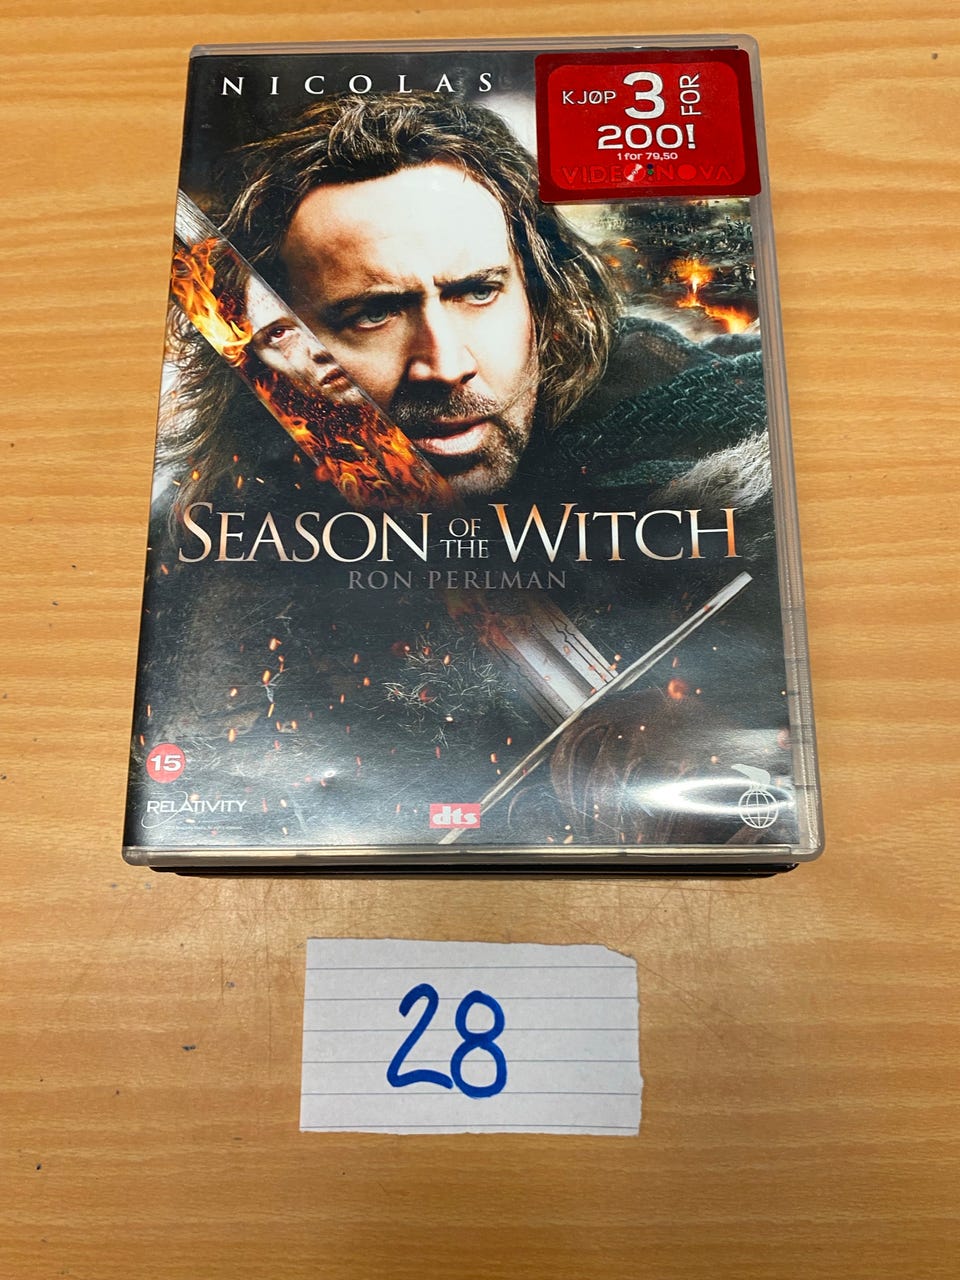 NICOLAS
KJØP 3 FOR
200!
1 for 79,50
VIDEONOVA
SEASON OF THE WITCH
RON PERLMAN
15
RELATIVITY
dts
28